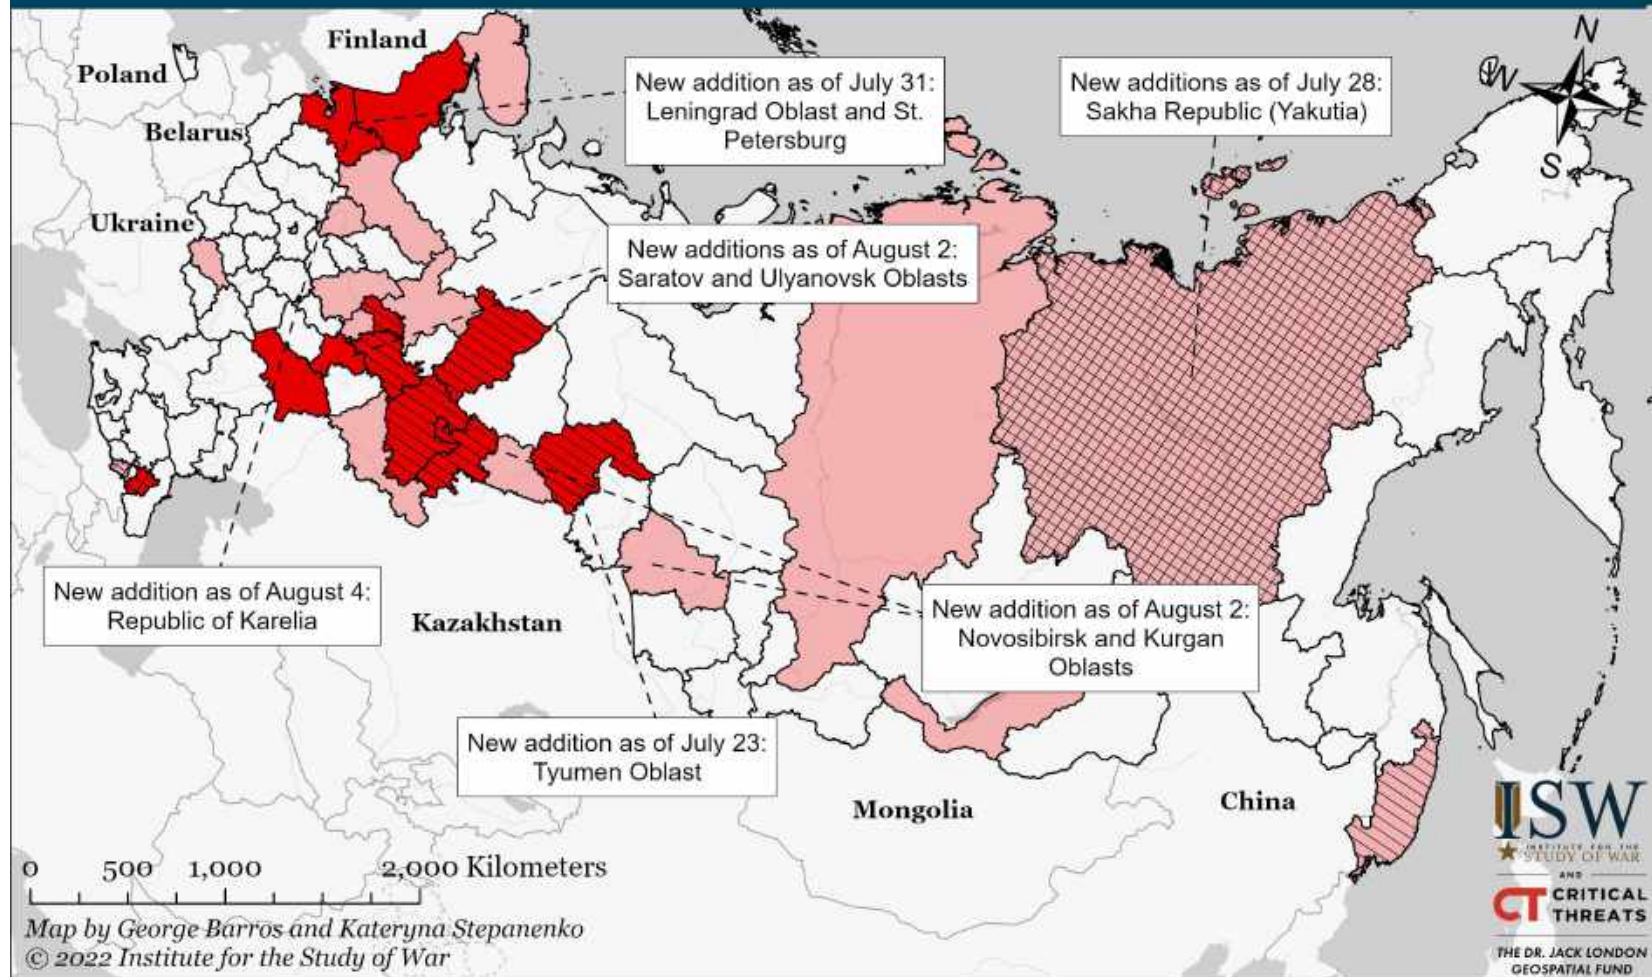 Finland
Poland
Belarus
Ukraine
New addition as of July 31:
Leningrad Oblast and St.
Petersburg
New additions as of July 28:
Sakha Republic (Yakutia)
N
W
E
S
New additions as of August 2:
Saratov and Ulyanovsk Oblasts
New addition as of August 4:
Republic of Karelia
Kazakhstan
New addition as of August 2:
Novosibirsk and Kurgan
Oblasts
New addition as of July 23:
Tyumen Oblast
Mongolia
China
0 500 1,000 2,000 Kilometers
Map by George Barros and Kateryna Stepanenko
© 2022 Institute for the Study of War
ISW
INSTITUTE FOR THE
STUDY OF WAR
AND
CT CRITICAL
THREATS
THE DR. JACK LONDON
GEOSPATIAL FUND